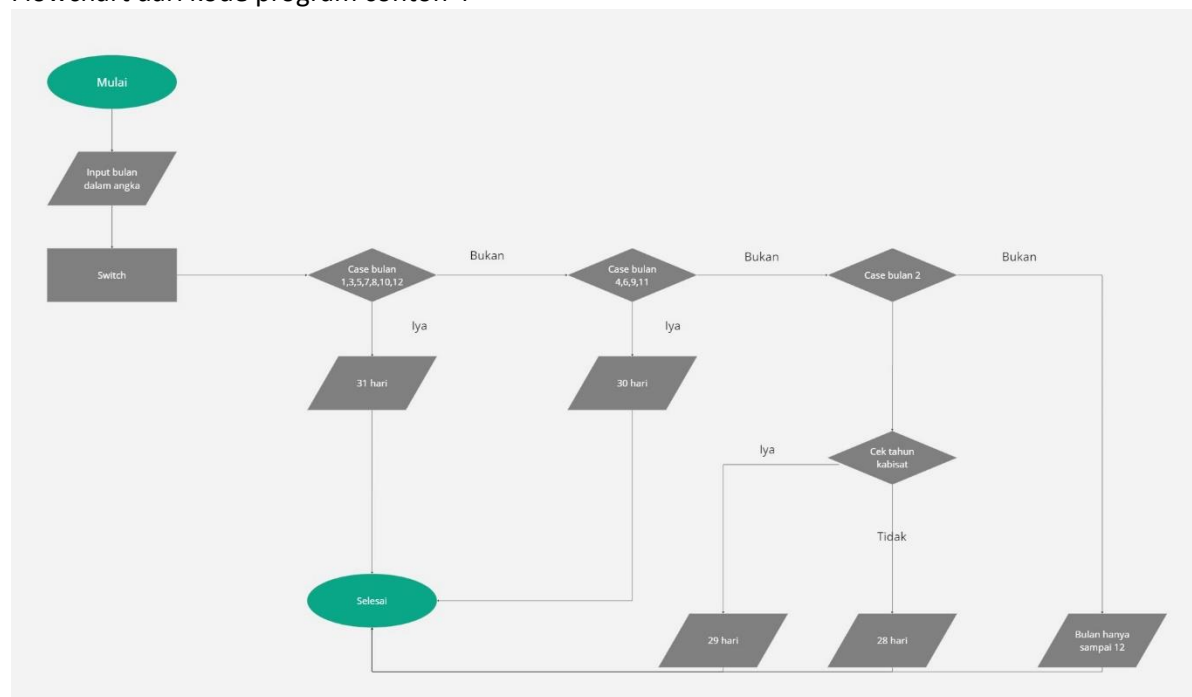 Mulai
Input bulan
dalam angka
Switch
Case bulan
1,3,5,7,8,10,12
Bukan
Case bulan
4,6,9,11
Bukan
Case bulan 2
Bukan
Iya
Iya
31 hari
30 hari
Iya
Cek tahun
kabisat
Tidak
Selesai
29 hari
28 hari
Bulan hanya
sampai 12